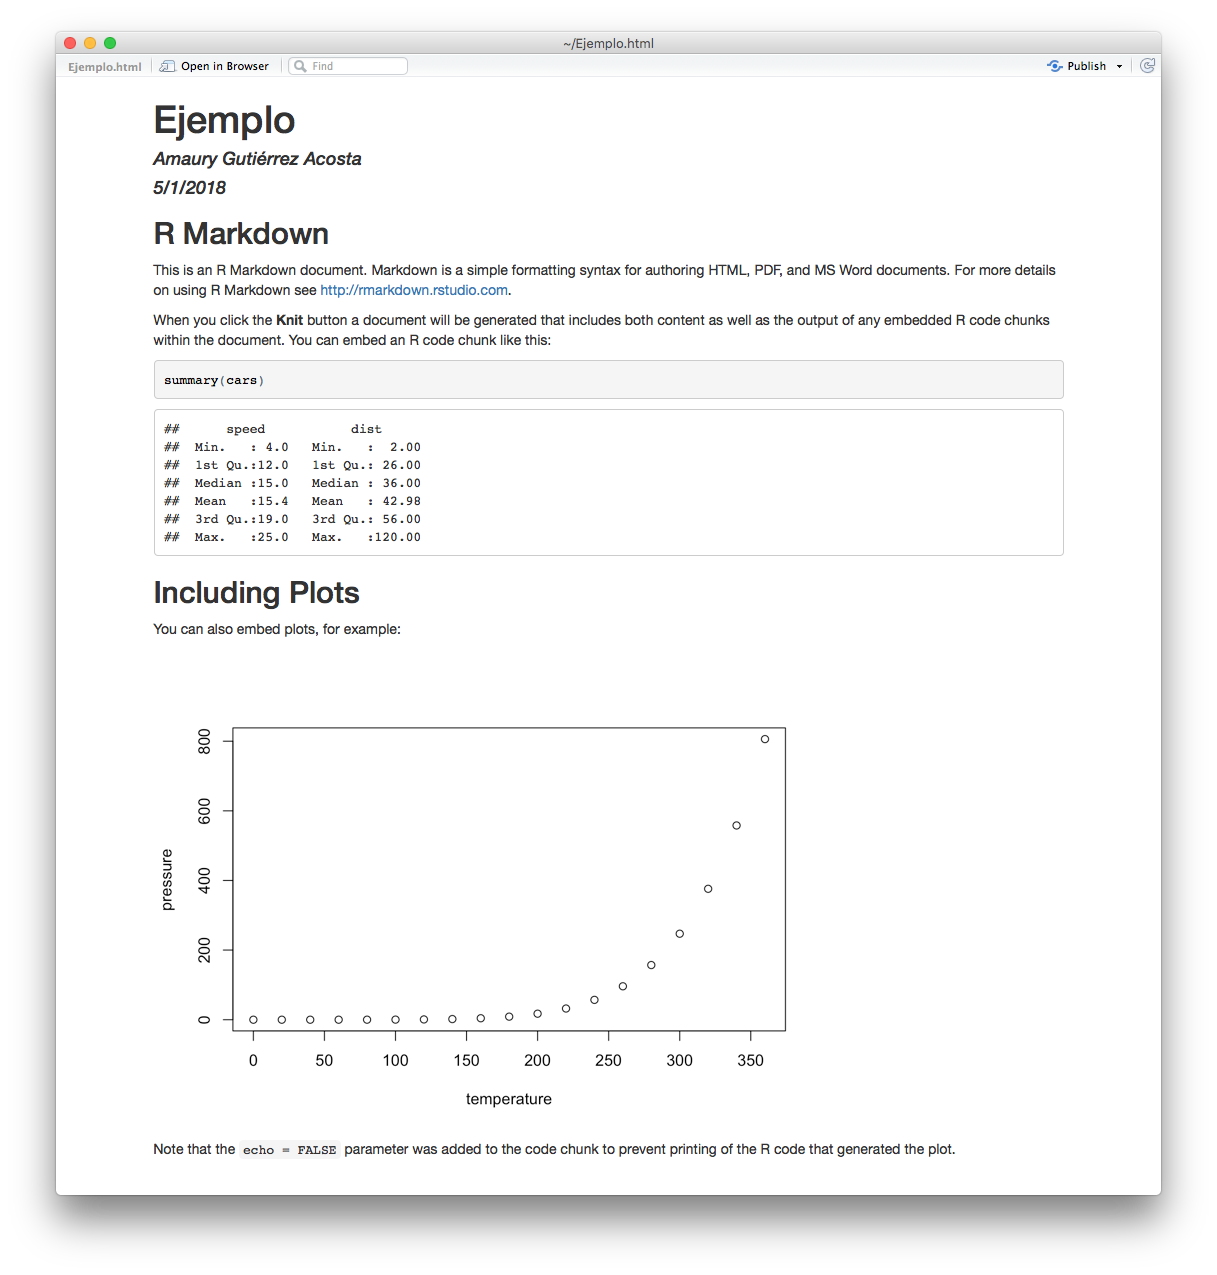 ~/Ejemplo.html
Ejemplo.html Open in Browser Find Publish
Ejemplo
Amaury Gutiérrez Acosta
5/1/2018
R Markdown
This is an R Markdown document. Markdown is a simple formatting syntax for authoring HTML, PDF, and MS Word documents. For more details
on using R Markdown see http://rmarkdown.rstudio.com.
When you click the Knit button a document will be generated that includes both content as well as the output of any embedded R code chunks
within the document. You can embed an R code chunk like this:
summary(cars)
##      speed           dist
##  Min.   : 4.0   Min.   :  2.00
##  1st Qu.:12.0   1st Qu.: 26.00
##  Median :15.0   Median : 36.00
##  Mean   :15.4   Mean   : 42.98
##  3rd Qu.:19.0   3rd Qu.: 56.00
##  Max.   :25.0   Max.   :120.00
Including Plots
You can also embed plots, for example:
800
600
400
200
0
pressure
0 50 100 150 200 250 300 350
temperature
Note that the echo = FALSE parameter was added to the code chunk to prevent printing of the R code that generated the plot.